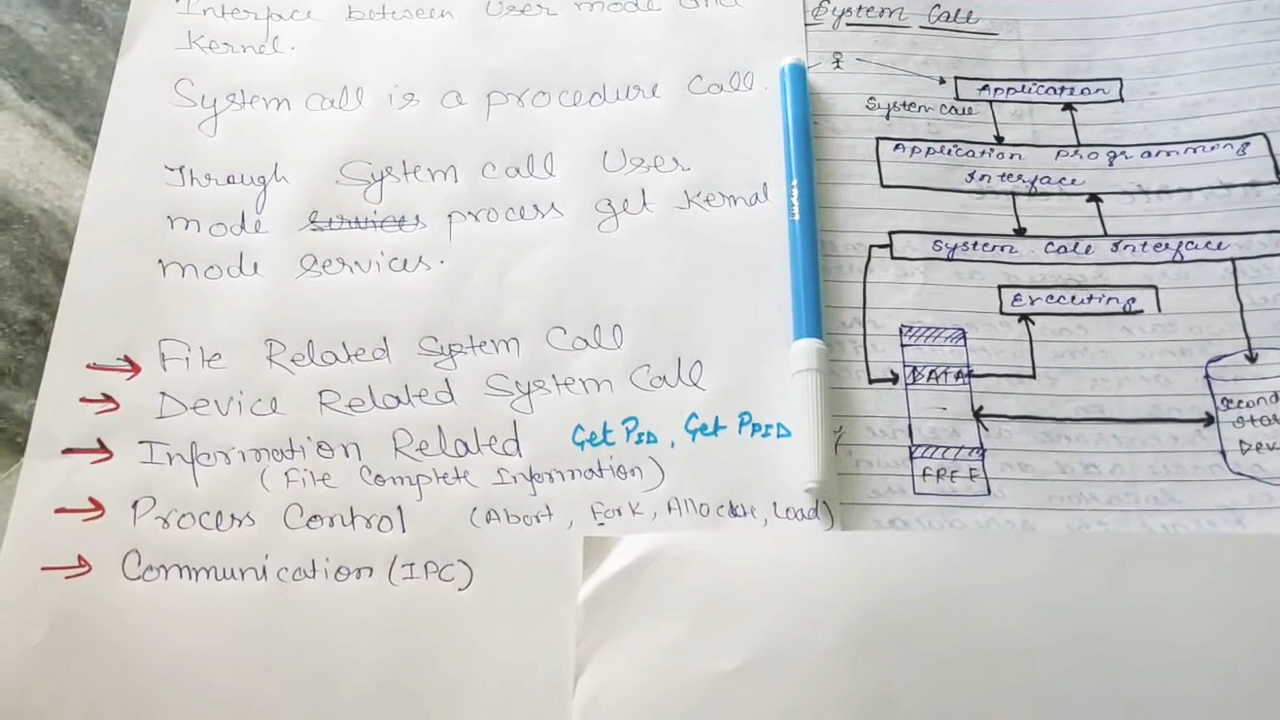 Interface between User mode and
Kernel.
System call is a procedure call.
Through System call User
mode services process get Kernal
mode services.
File Related System Call
Device Related System Call
Information Related Get PID, Get PPID
(File Complete Information)
Process Control (Abort, Fork, Allocate, Load)
Communication (IPC)
System Call
Application
System call
Application Programming
Interface
System Call Interface
Executing
DATA
FREE